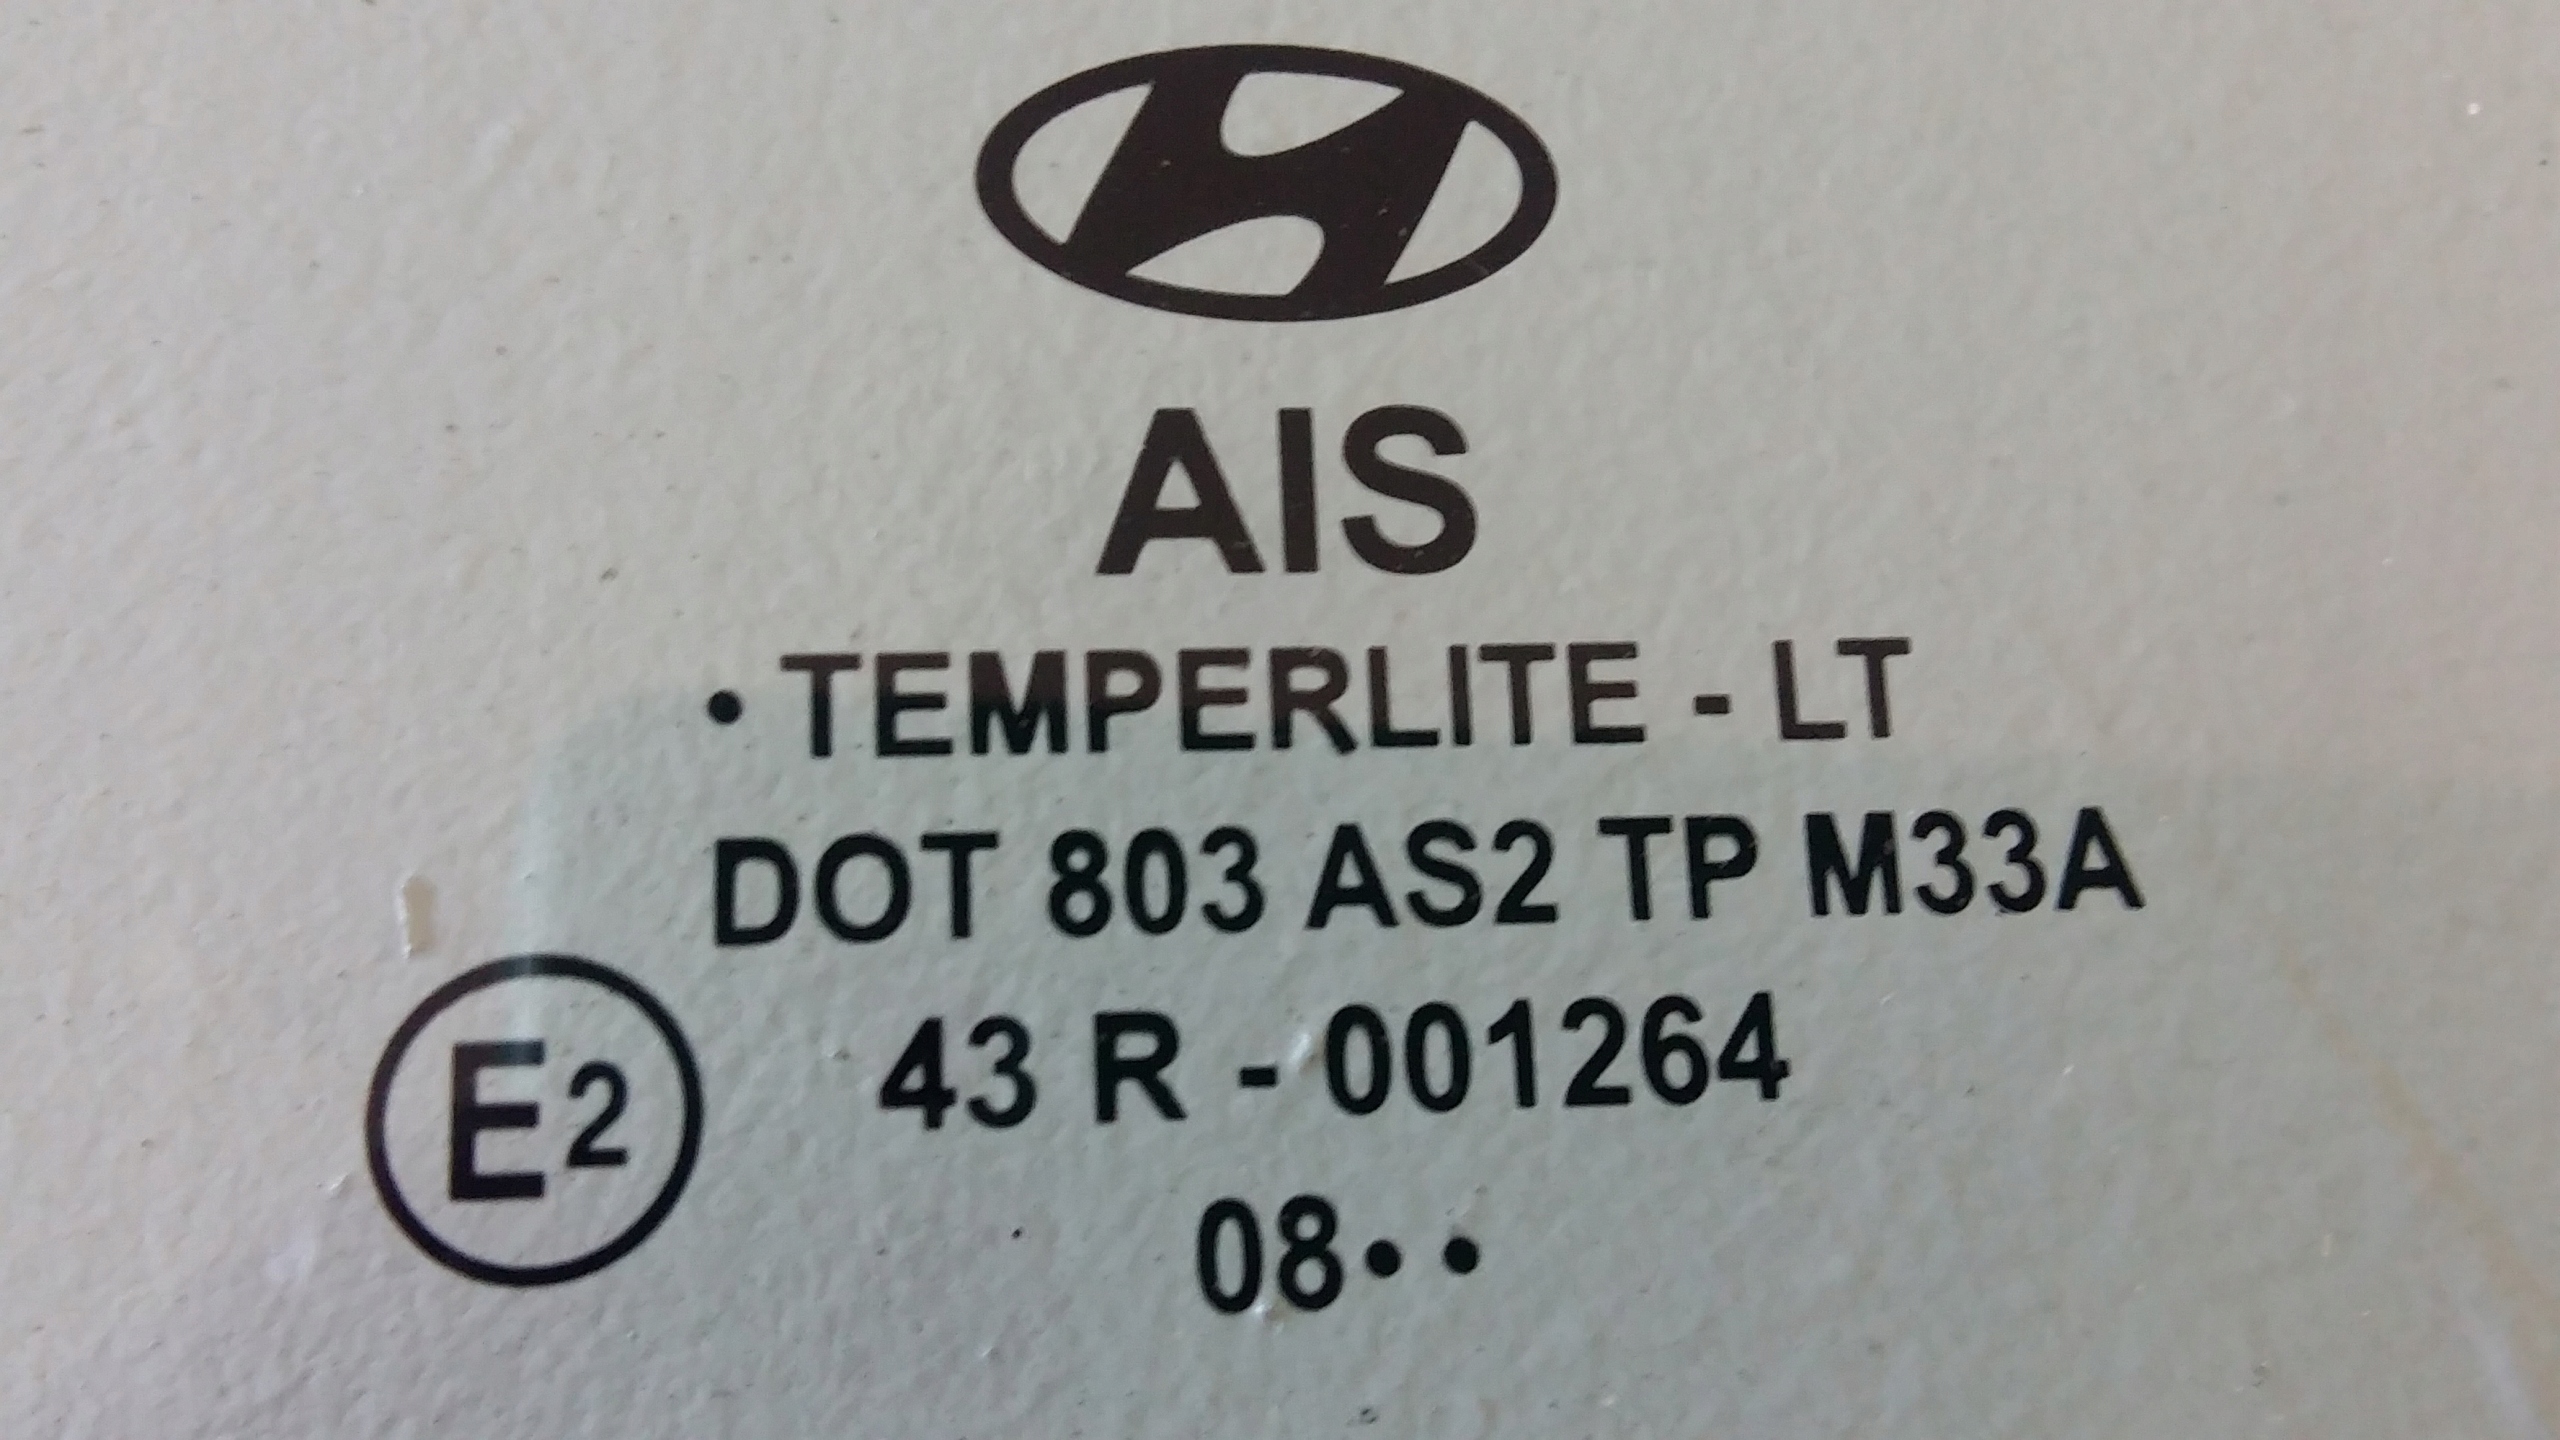 AIS
• TEMPERLITE - LT
DOT 803 AS2 TP M33A
E2 43 R - 001264
08• •